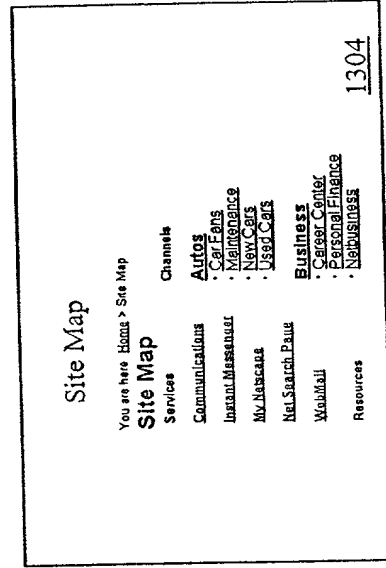 Site Map
You are here Home > Site Map
Site Map
Services
Channels
Communications
Instant Messenger
My Netscape
Net Search Page
WebMail
Resources
Autos
· Car Fans
· Maintenance
· New Cars
· Used Cars
Business
· Career Center
· Personal Finance
· Netbusiness
1304